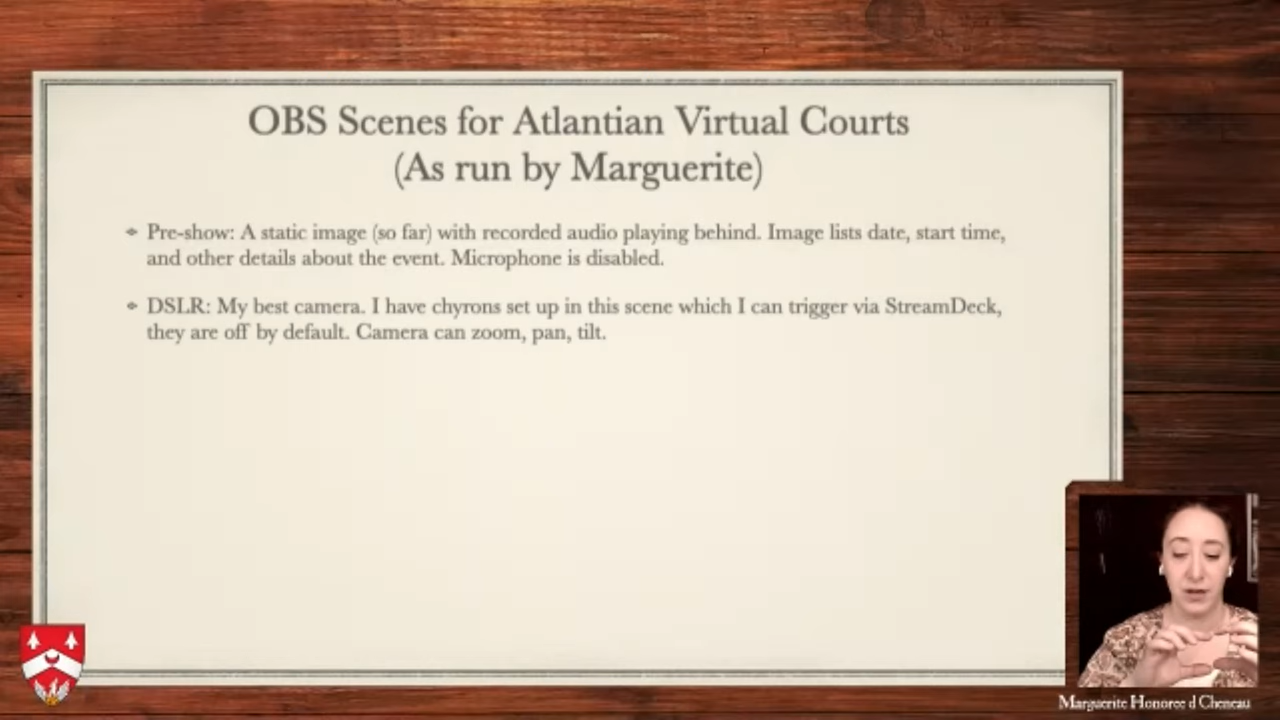 OBS Scenes for Atlantian Virtual Courts
(As run by Marguerite)
Pre-show: A static image (so far) with recorded audio playing behind. Image lists date, start time,
and other details about the event. Microphone is disabled.
DSLR: My best camera. I have chyrons set up in this scene which I can trigger via StreamDeck,
they are off by default. Camera can zoom, pan, tilt.
Marguerite Honoree d Cheneau